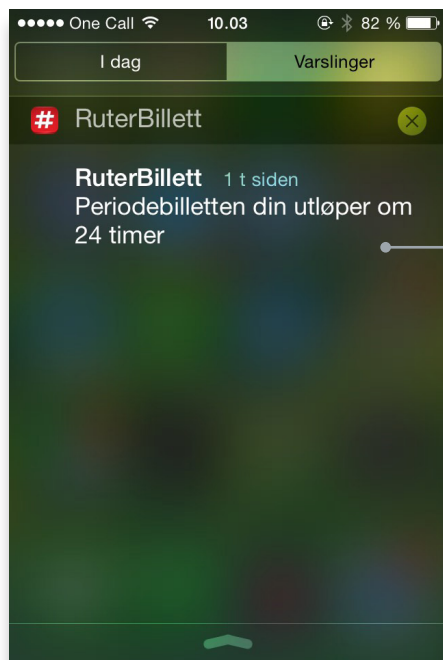 One Call 10.03 82 %
I dag Varslinger
# RuterBillett
RuterBillett 1 t siden
Periodebilletten din utløper om
24 timer